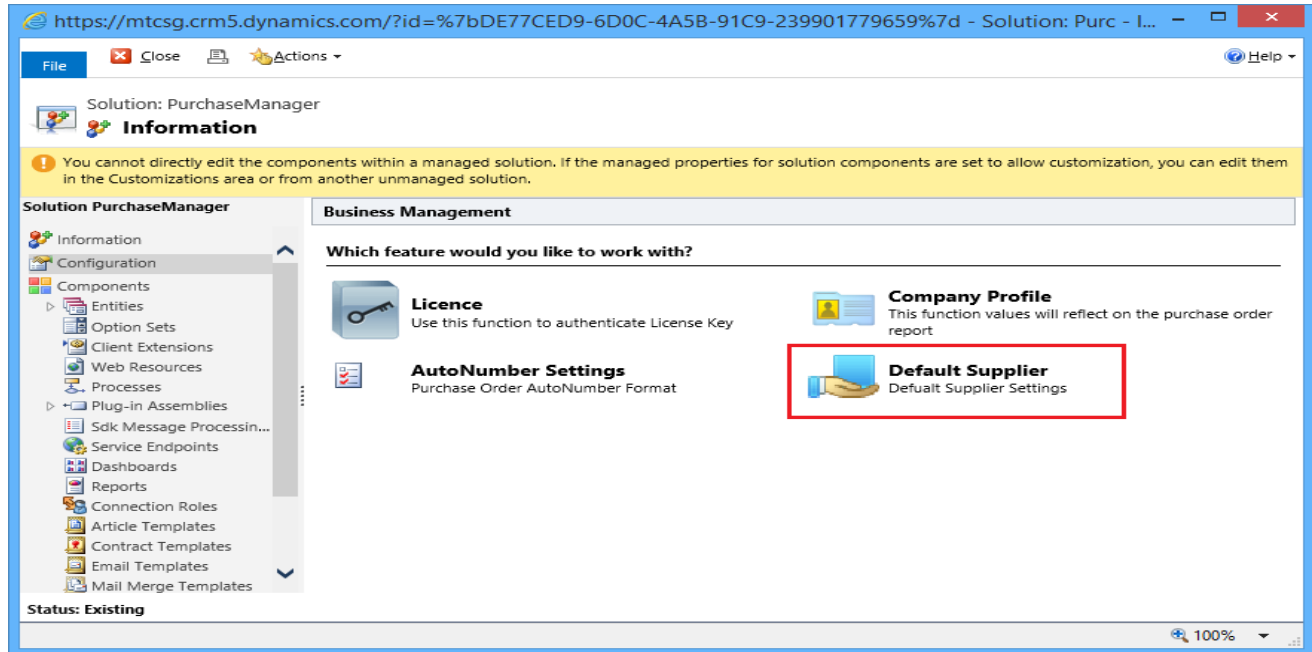 https://mtcsg.crm5.dynamics.com/?id=%7bDE77CED9-6D0C-4A5B-91C9-239901779659%7d - Solution: Purc - I...
File
Close
Actions
Help
Solution: PurchaseManager
Information
You cannot directly edit the components within a managed solution. If the managed properties for solution components are set to allow customization, you can edit them
in the Customizations area or from another unmanaged solution.
Solution PurchaseManager
Information
Configuration
Components
Entities
Option Sets
Client Extensions
Web Resources
Processes
Plug-in Assemblies
Sdk Message Processin...
Service Endpoints
Dashboards
Reports
Connection Roles
Article Templates
Contract Templates
Email Templates
Mail Merge Templates
Business Management
Which feature would you like to work with?
Licence
Use this function to authenticate License Key
Company Profile
This function values will reflect on the purchase order
report
AutoNumber Settings
Purchase Order AutoNumber Format
Default Supplier
Defualt Supplier Settings
Status: Existing
100%